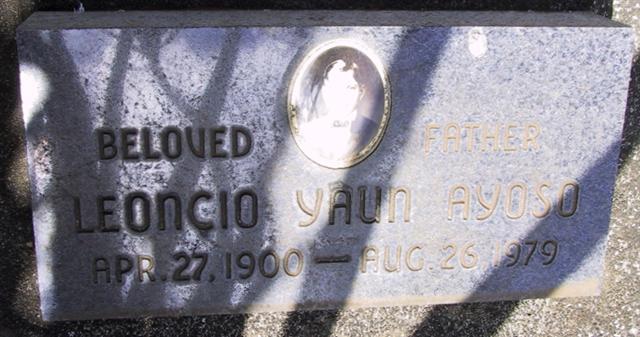 BELOVED FATHER
LEONCIO YAUN AYOSO
APR. 27, 1900 — AUG. 26, 1979